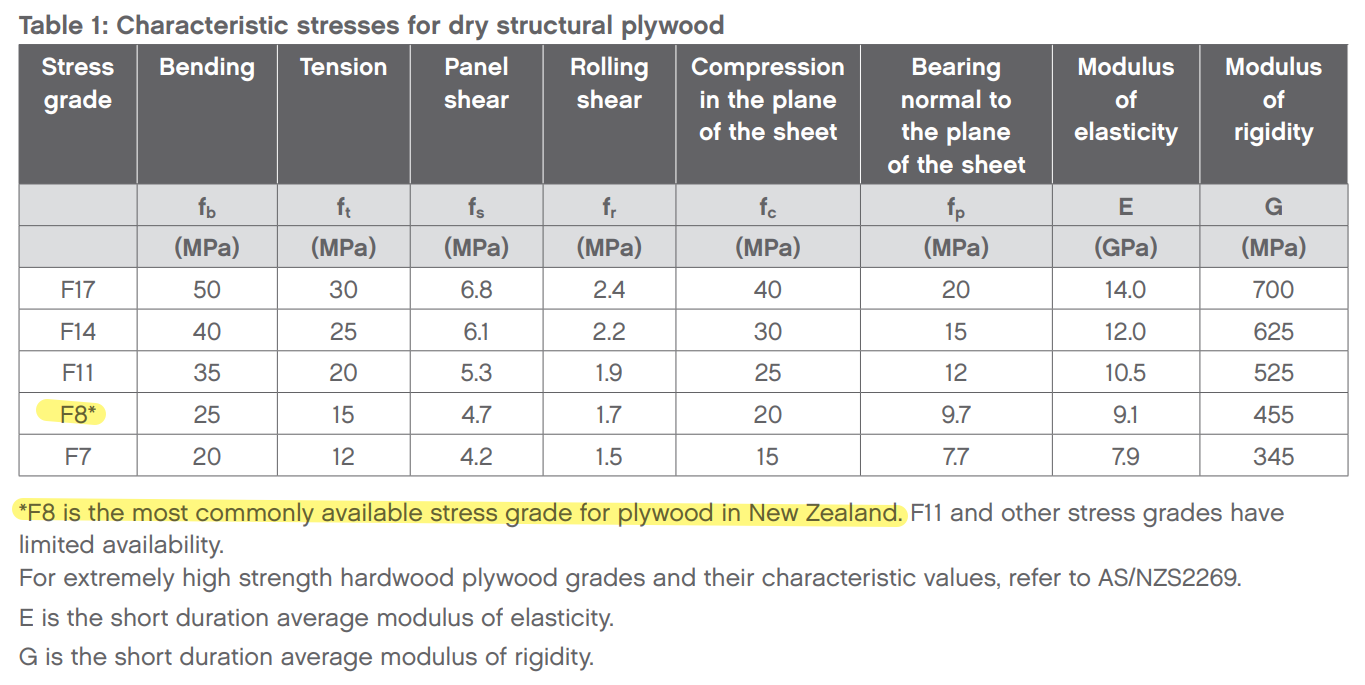 Table 1: Characteristic stresses for dry structural plywood
Stress grade Bending Tension Panel shear Rolling shear Compression in the plane of the sheet Bearing normal to the plane of the sheet Modulus of elasticity Modulus of rigidity
fb ft fs fr fc fp E G
(MPa) (MPa) (MPa) (MPa) (MPa) (MPa) (GPa) (MPa)
F17 50 30 6.8 2.4 40 20 14.0 700
F14 40 25 6.1 2.2 30 15 12.0 625
F11 35 20 5.3 1.9 25 12 10.5 525
F8* 25 15 4.7 1.7 20 9.7 9.1 455
F7 20 12 4.2 1.5 15 7.7 7.9 345
*F8 is the most commonly available stress grade for plywood in New Zealand. F11 and other stress grades have
limited availability.
For extremely high strength hardwood plywood grades and their characteristic values, refer to AS/NZS2269.
E is the short duration average modulus of elasticity.
G is the short duration average modulus of rigidity.